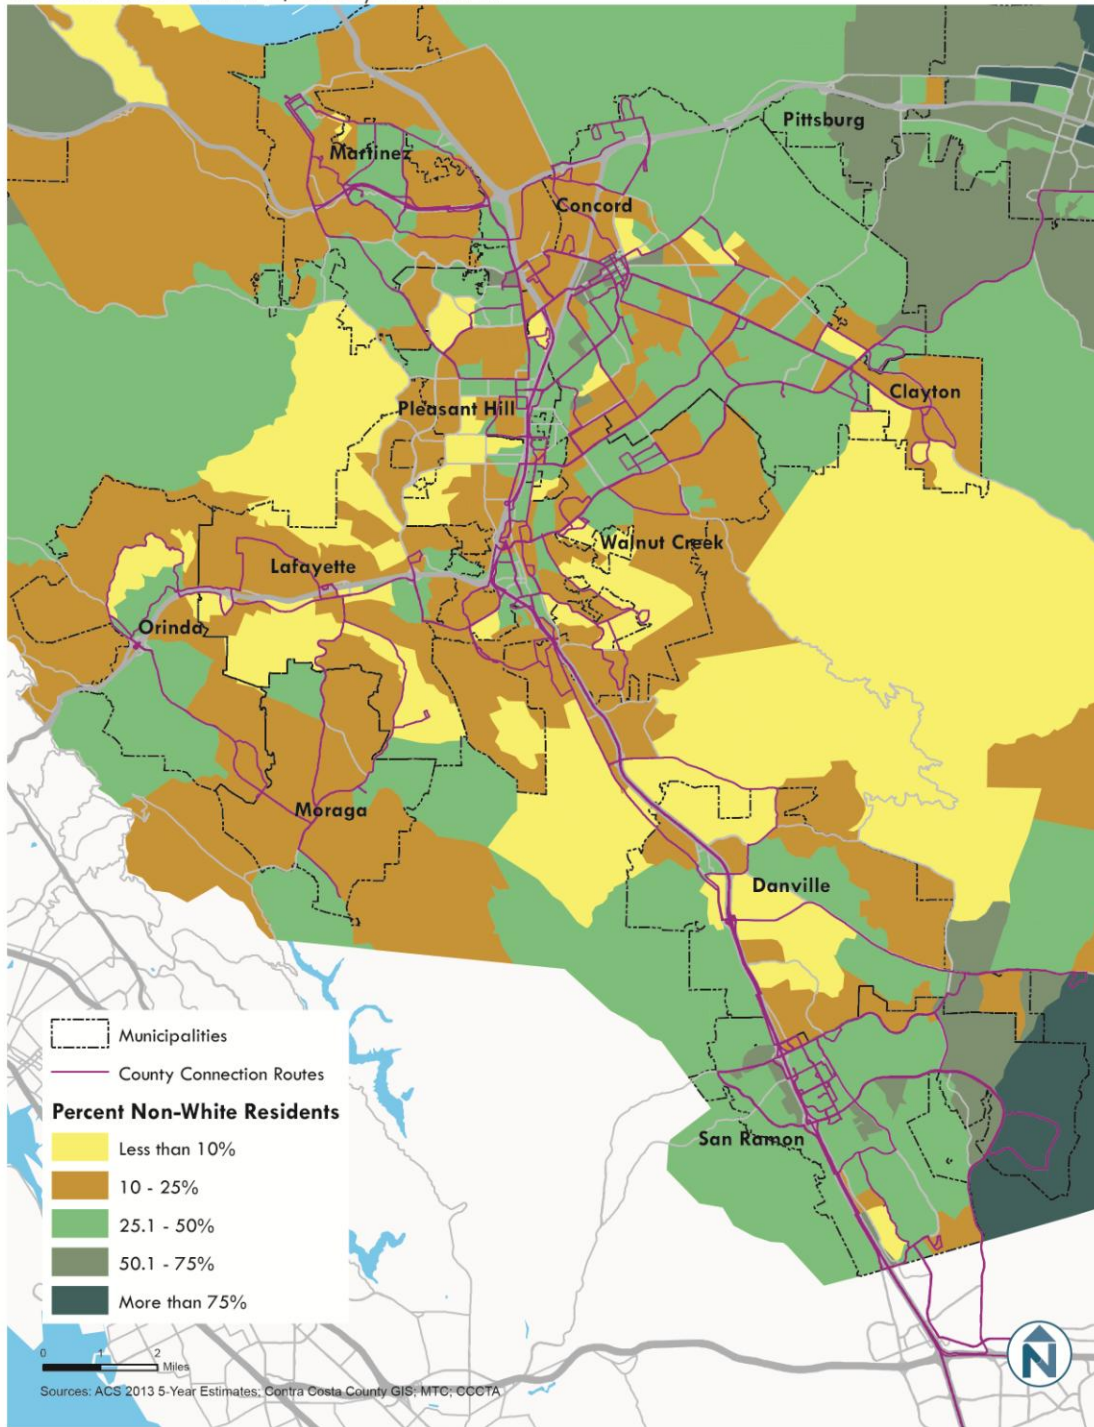 Pittsburg
Martinez
Concord
Clayton
Pleasant Hill
Walnut Creek
Lafayette
Orinda
Moraga
Danville
San Ramon
Municipalities
County Connection Routes
Percent Non-White Residents
Less than 10%
10 - 25%
25.1 - 50%
50.1 - 75%
More than 75%
0 1 2
Miles
N
Sources: ACS 2013 5-Year Estimates; Contra Costa County GIS; MTC; CCCTA